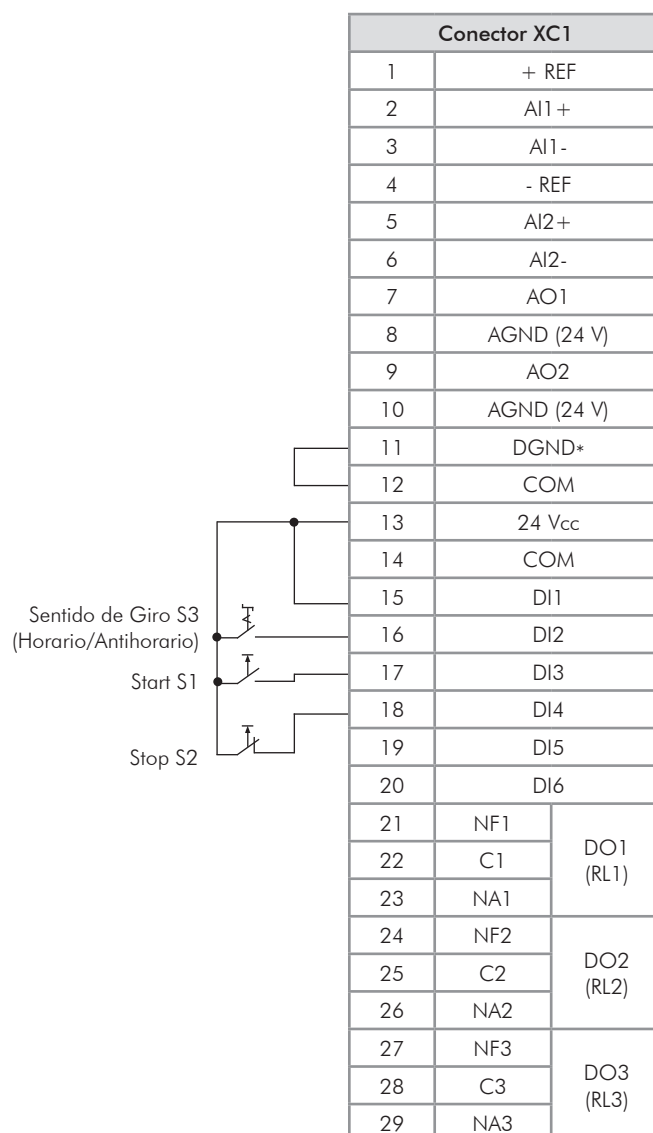 Conector XC1
1 + REF
2 AI1+
3 AI1-
4 - REF
5 AI2+
6 AI2-
7 AO1
8 AGND (24 V)
9 AO2
10 AGND (24 V)
11 DGND*
12 COM
13 24 Vcc
14 COM
15 DI1
Sentido de Giro S3
(Horario/Antihorario)
16 DI2
Start S1
17 DI3
18 DI4
Stop S2
19 DI5
20 DI6
21 NF1
22 C1
23 NA1
DO1
(RL1)
24 NF2
25 C2
26 NA2
DO2
(RL2)
27 NF3
28 C3
29 NA3
DO3
(RL3)